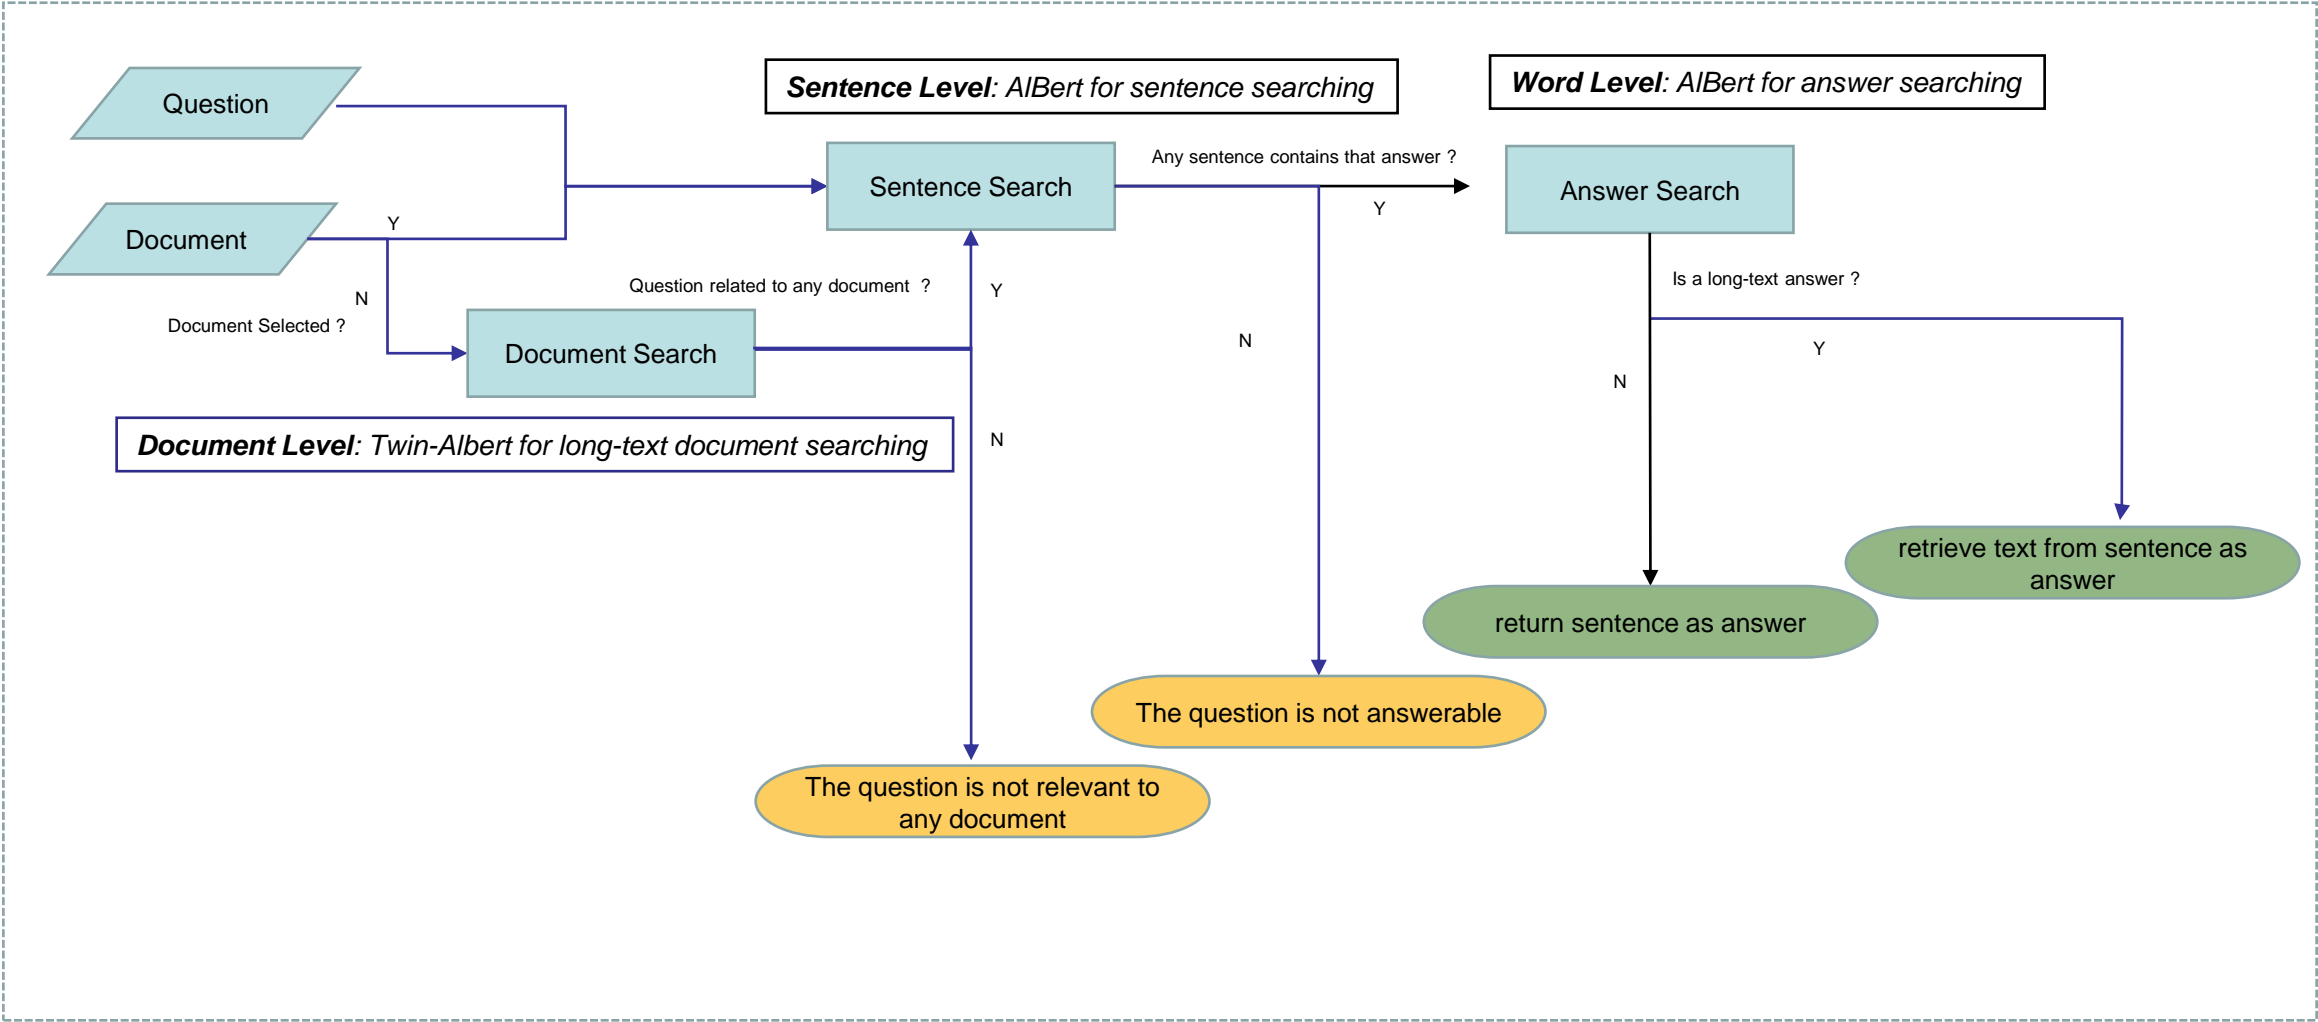 Question
Sentence Level: AlBert for sentence searching
Word Level: AlBert for answer searching
Sentence Search
Any sentence contains that answer ?
Y
Answer Search
Document
Y
N
Document Selected ?
Question related to any document ?
Y
Document Search
N
Is a long-text answer ?
Y
N
Document Level: Twin-Albert for long-text document searching
N
retrieve text from sentence as
answer
return sentence as answer
The question is not answerable
The question is not relevant to
any document